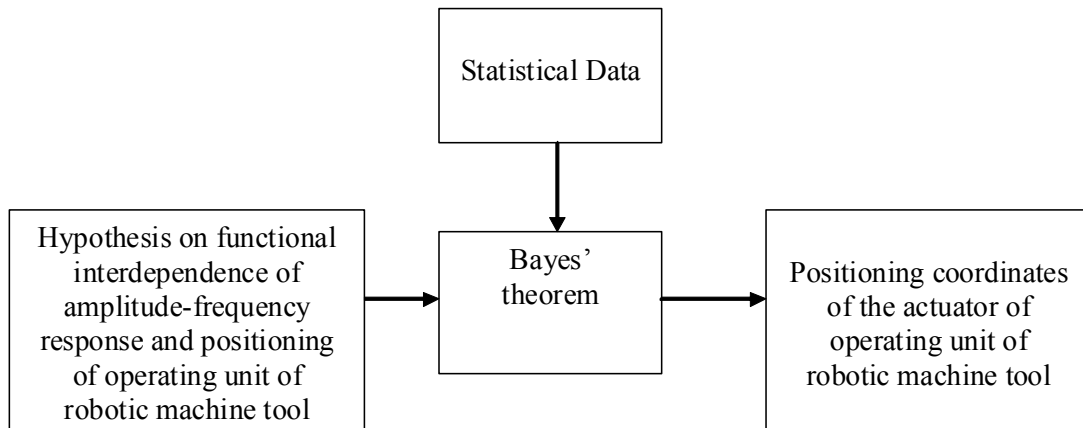 Statistical Data
Hypothesis on functional
interdependence of
amplitude-frequency
response and positioning
of operating unit of
robotic machine tool
Bayes’
theorem
Positioning coordinates
of the actuator of
operating unit of
robotic machine tool